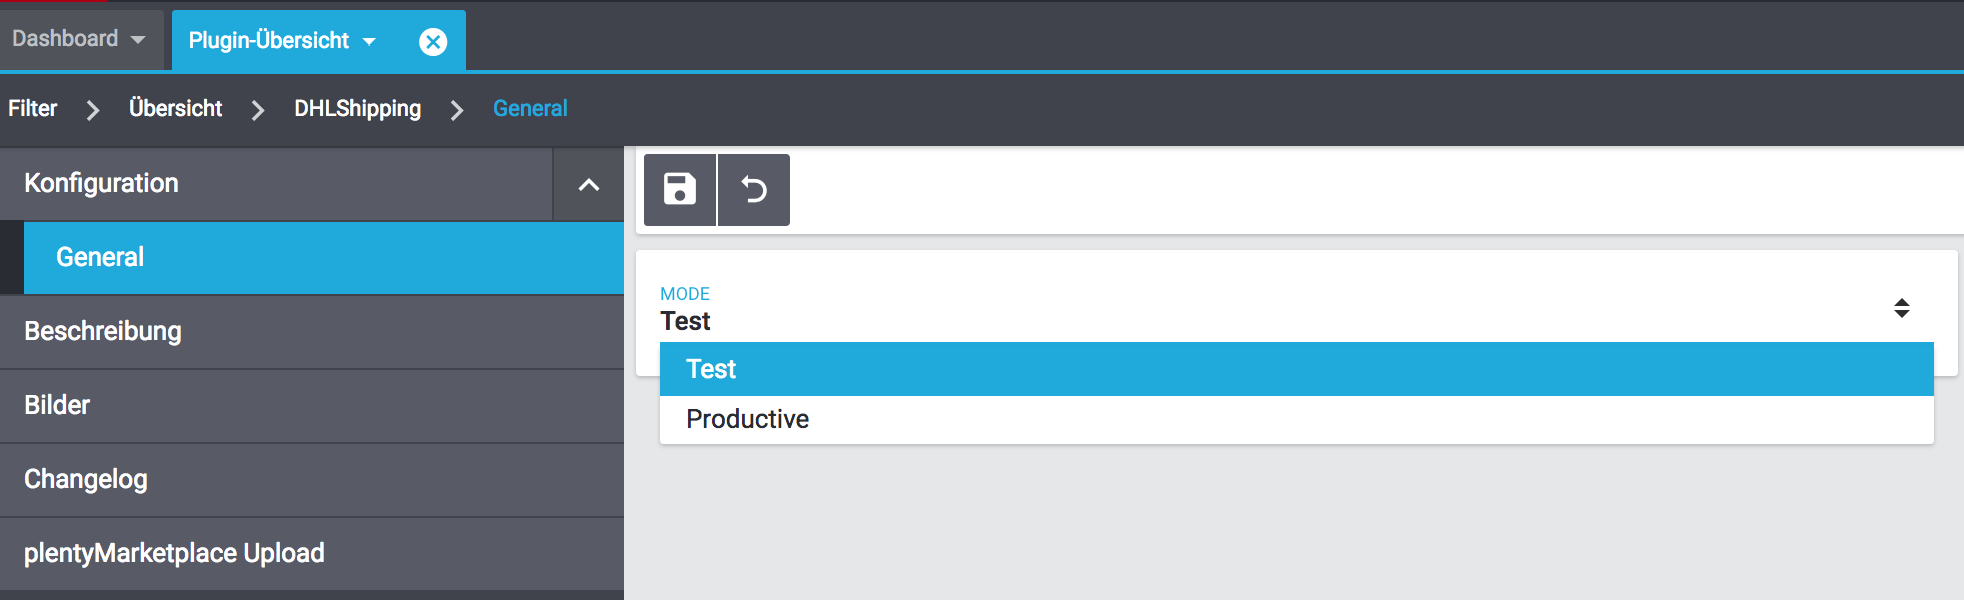 Dashboard
Plugin-Übersicht
Filter
Übersicht
DHLShipping
General
Konfiguration
General
Beschreibung
Bilder
Changelog
plentyMarketplace Upload
MODE
Test
Test
Productive